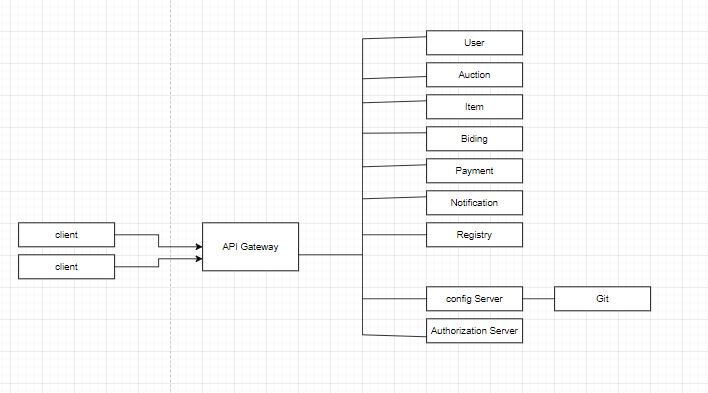 User
Auction
Item
Biding
Payment
Notification
client
API Gateway
Registry
client
config Server
Git
Authorization Server